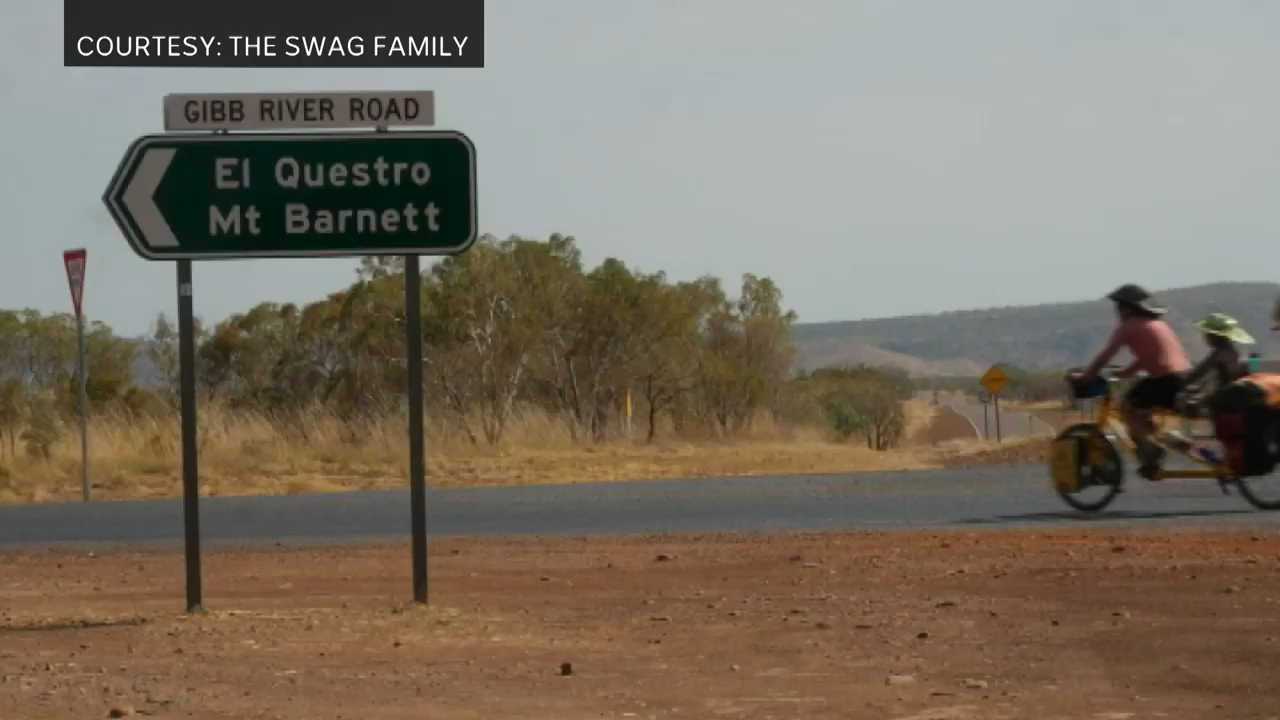 COURTESY: THE SWAG FAMILY
GIBB RIVER ROAD
El Questro
Mt Barnett